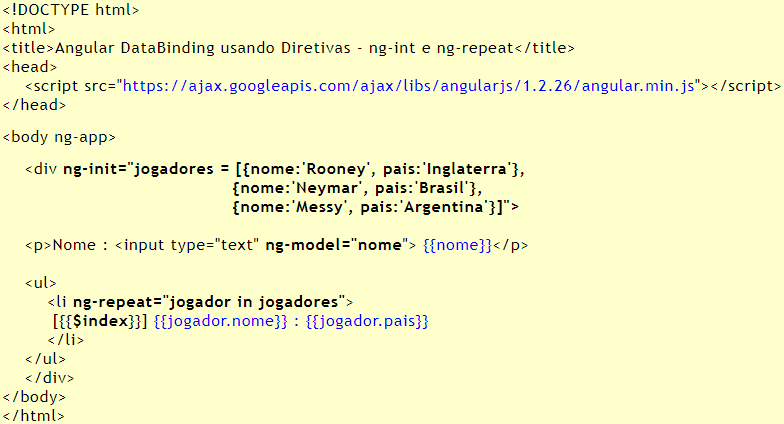 <!DOCTYPE html>
<html>
<title>Angular DataBinding usando Diretivas - ng-int e ng-repeat</title>
<head>
<script src="https://ajax.googleapis.com/ajax/libs/angularjs/1.2.26/angular.min.js"></script>
</head>
<body ng-app>
<div ng-init="jogadores = [{nome:'Rooney', pais:'Inglaterra'},
{nome:'Neymar', pais:'Brasil'},
{nome:'Messy', pais:'Argentina'}]">
<p>Nome : <input type="text" ng-model="nome"> {{nome}}</p>
<ul>
<li ng-repeat="jogador in jogadores">
[{{$index}}] {{jogador.nome}} : {{jogador.pais}}
</li>
</ul>
</div>
</body>
</html>